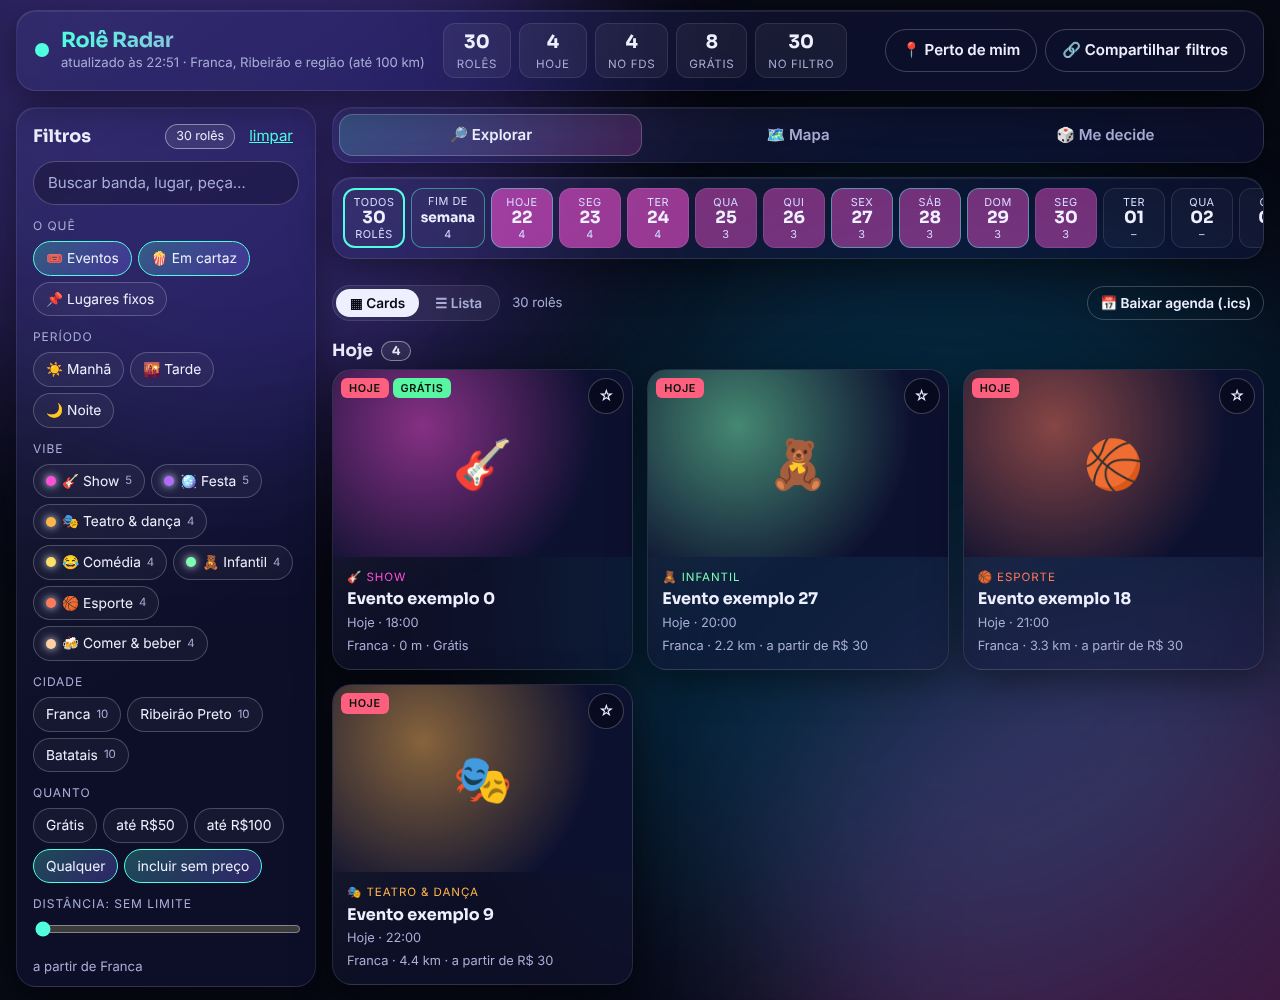 Rolê Radar
atualizado às 22:51 · Franca, Ribeirão e região (até 100 km)
30
ROLÊS
4
HOJE
4
NO FDS
8
GRÁTIS
30
NO FILTRO
📍 Perto de mim
🔗 Compartilhar filtros
Filtros
30 rolês
limpar
Buscar banda, lugar, peça...
O QUÊ
🎟️ Eventos
🍿 Em cartaz
📌 Lugares fixos
PERÍODO
☀️ Manhã
🌇 Tarde
🌙 Noite
VIBE
🎸 Show 5
🪩 Festa 5
🎭 Teatro & dança 4
😂 Comédia 4
🧸 Infantil 4
🏀 Esporte 4
🍻 Comer & beber 4
CIDADE
Franca 10
Ribeirão Preto 10
Batatais 10
QUANTO
Grátis
até R$50
até R$100
Qualquer
incluir sem preço
DISTÂNCIA: SEM LIMITE
a partir de Franca
🔎 Explorar
🗺️ Mapa
🎲 Me decide
TODOS
30
ROLÊS
FIM DE
semana
4
HOJE
22
4
SEG
23
4
TER
24
4
QUA
25
3
QUI
26
3
SEX
27
3
SÁB
28
3
DOM
29
3
SEG
30
3
TER
01
–
QUA
02
–
▦ Cards
☰ Lista
30 rolês
📅 Baixar agenda (.ics)
Hoje 4
HOJE
GRÁTIS
☆
🎸 SHOW
Evento exemplo 0
Hoje · 18:00
Franca · 0 m · Grátis
HOJE
☆
🧸 INFANTIL
Evento exemplo 27
Hoje · 20:00
Franca · 2.2 km · a partir de R$ 30
HOJE
☆
🏀 ESPORTE
Evento exemplo 18
Hoje · 21:00
Franca · 3.3 km · a partir de R$ 30
HOJE
☆
🎭 TEATRO & DANÇA
Evento exemplo 9
Hoje · 22:00
Franca · 4.4 km · a partir de R$ 30